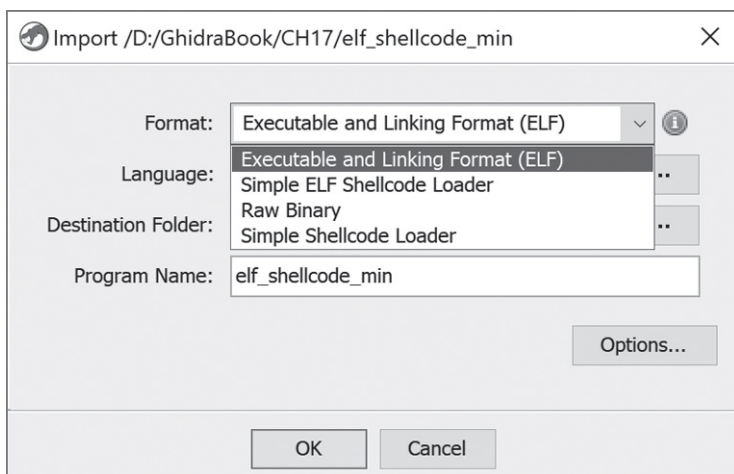 Import /D:/GhidraBook/CH17/elf_shellcode_min
Format:
Executable and Linking Format (ELF)
Executable and Linking Format (ELF)
Simple ELF Shellcode Loader
Raw Binary
Simple Shellcode Loader
Language:
..
Destination Folder:
..
Program Name:
elf_shellcode_min
Options...
OK
Cancel